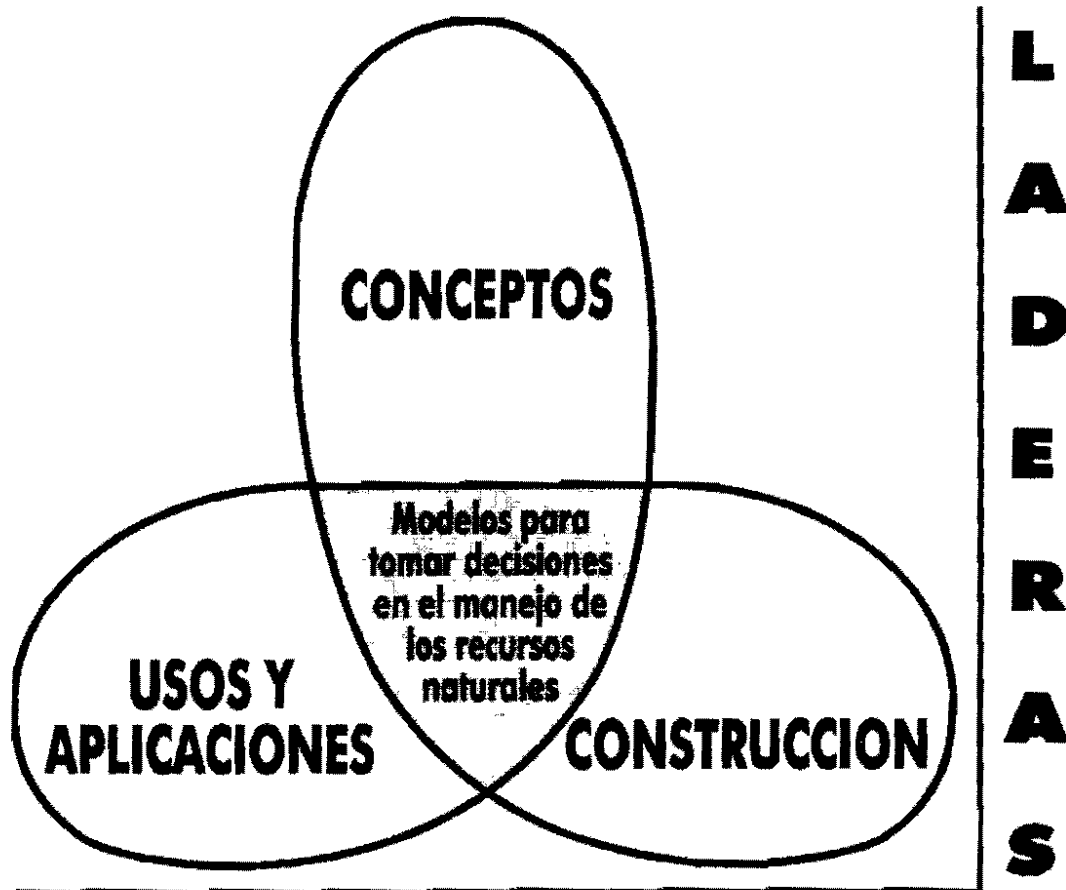 CONCEPTOS
Modelos para
tomar decisiones
en el manejo de
los recursos
naturales
USOS Y
APLICACIONES
CONSTRUCCION
L
A
D
E
R
A
S